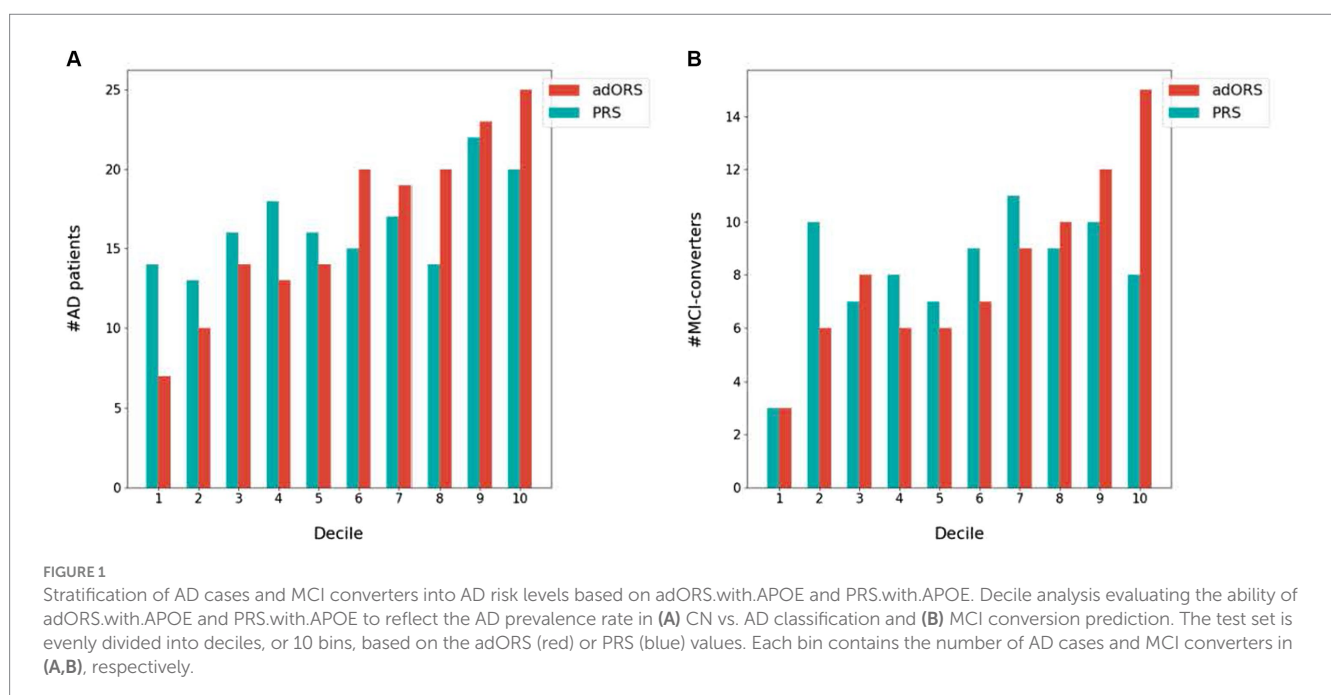 A
B
adORS
PRS
adORS
PRS
25
20
15
10
5
0
#AD patients
1 2 3 4 5 6 7 8 9 10
Decile
14
12
10
8
6
4
2
0
#MCI-converters
1 2 3 4 5 6 7 8 9 10
Decile
FIGURE 1
Stratification of AD cases and MCI converters into AD risk levels based on adORS.with.APOE and PRS.with.APOE. Decile analysis evaluating the ability of
adORS.with.APOE and PRS.with.APOE to reflect the AD prevalence rate in (A) CN vs. AD classification and (B) MCI conversion prediction. The test set is
evenly divided into deciles, or 10 bins, based on the adORS (red) or PRS (blue) values. Each bin contains the number of AD cases and MCI converters in
(A,B), respectively.